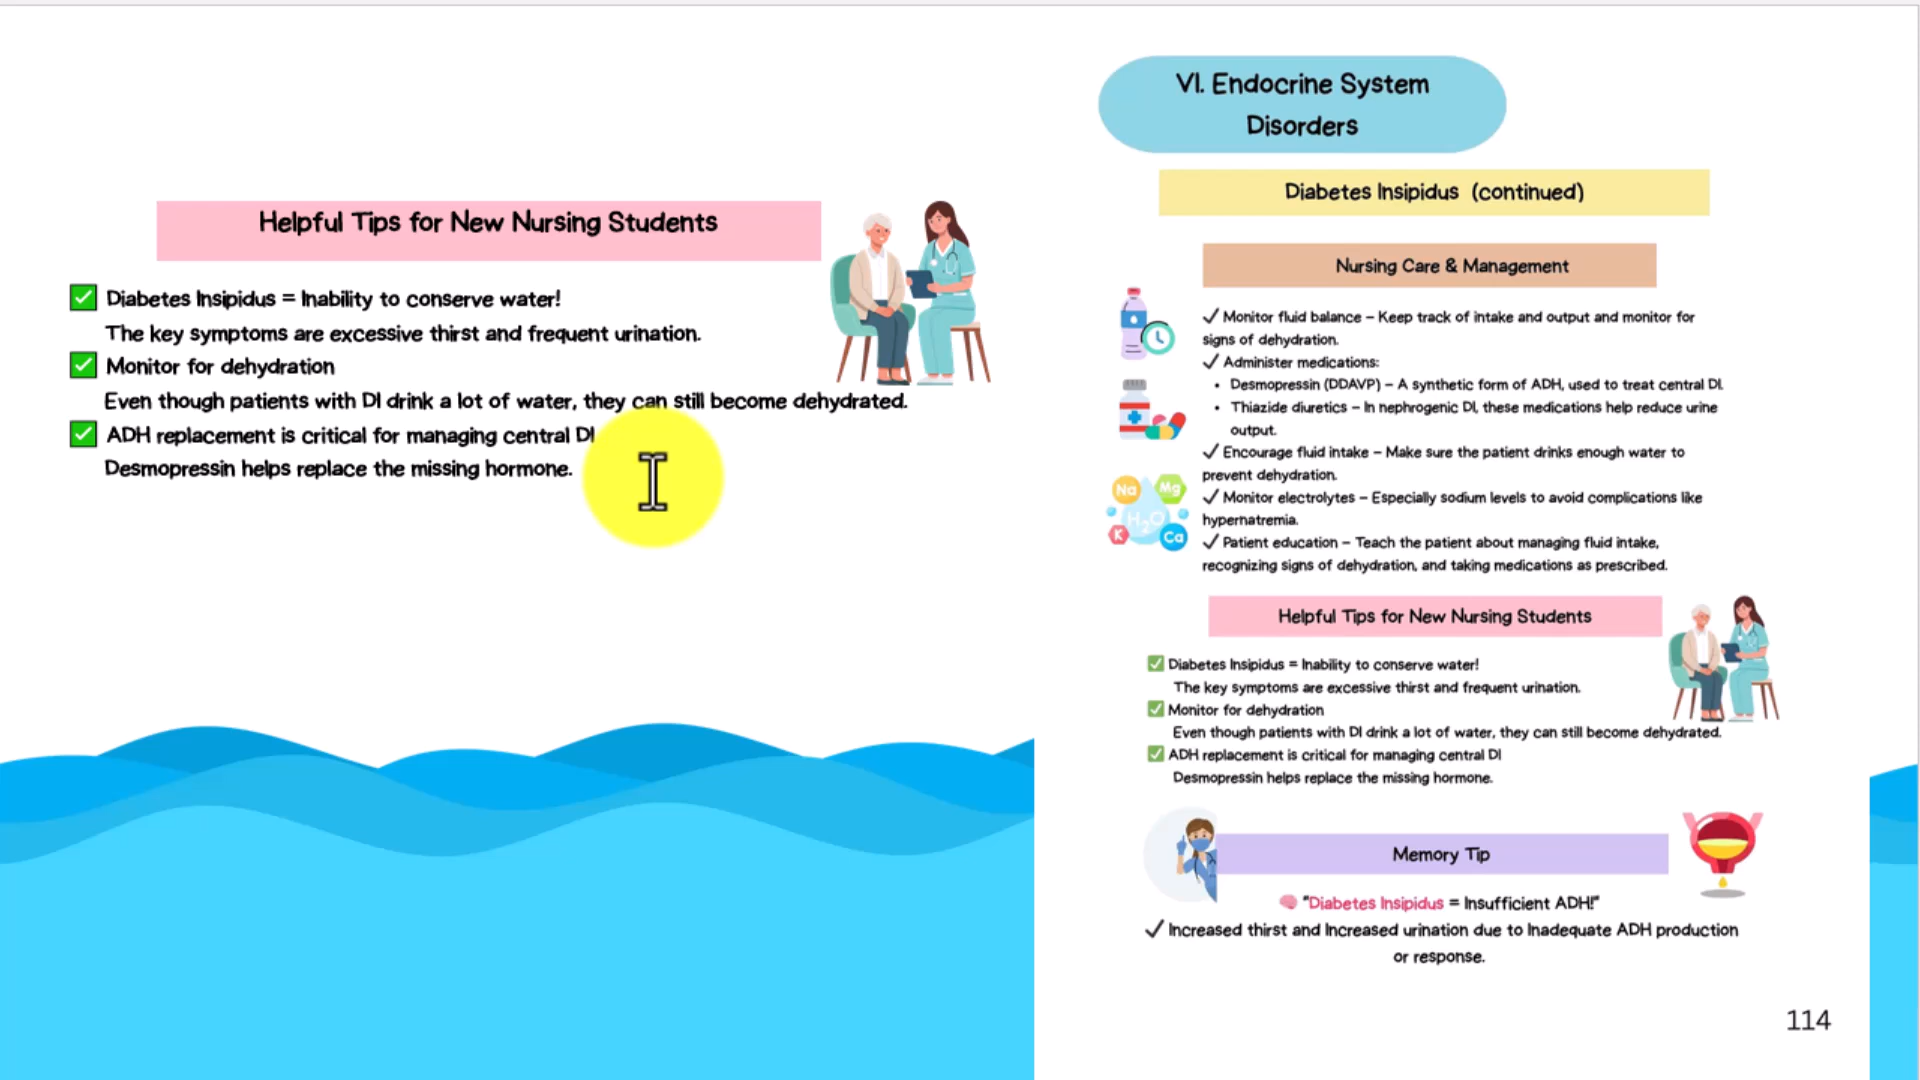 Helpful Tips for New Nursing Students
Diabetes Insipidus = Inability to conserve water!
The key symptoms are excessive thirst and frequent urination.
Monitor for dehydration
Even though patients with DI drink a lot of water, they can still become dehydrated.
ADH replacement is critical for managing central DI
Desmopressin helps replace the missing hormone.
VI. Endocrine System
Disorders
Diabetes Insipidus (continued)
Nursing Care & Management
✓ Monitor fluid balance – Keep track of intake and output and monitor for
signs of dehydration.
✓ Administer medications:
• Desmopressin (DDAVP) – A synthetic form of ADH, used to treat central DI.
• Thiazide diuretics – In nephrogenic DI, these medications help reduce urine
output.
✓ Encourage fluid intake – Make sure the patient drinks enough water to
prevent dehydration.
✓ Monitor electrolytes – Especially sodium levels to avoid complications like
hypernatremia.
✓ Patient education – Teach the patient about managing fluid intake,
recognizing signs of dehydration, and taking medications as prescribed.
Na
Mg
H2O
K
Ca
Helpful Tips for New Nursing Students
Diabetes Insipidus = Inability to conserve water!
The key symptoms are excessive thirst and frequent urination.
Monitor for dehydration
Even though patients with DI drink a lot of water, they can still become dehydrated.
ADH replacement is critical for managing central DI
Desmopressin helps replace the missing hormone.
Memory Tip
"Diabetes Insipidus = Insufficient ADH!"
✓ Increased thirst and Increased urination due to Inadequate ADH production
or response.
114